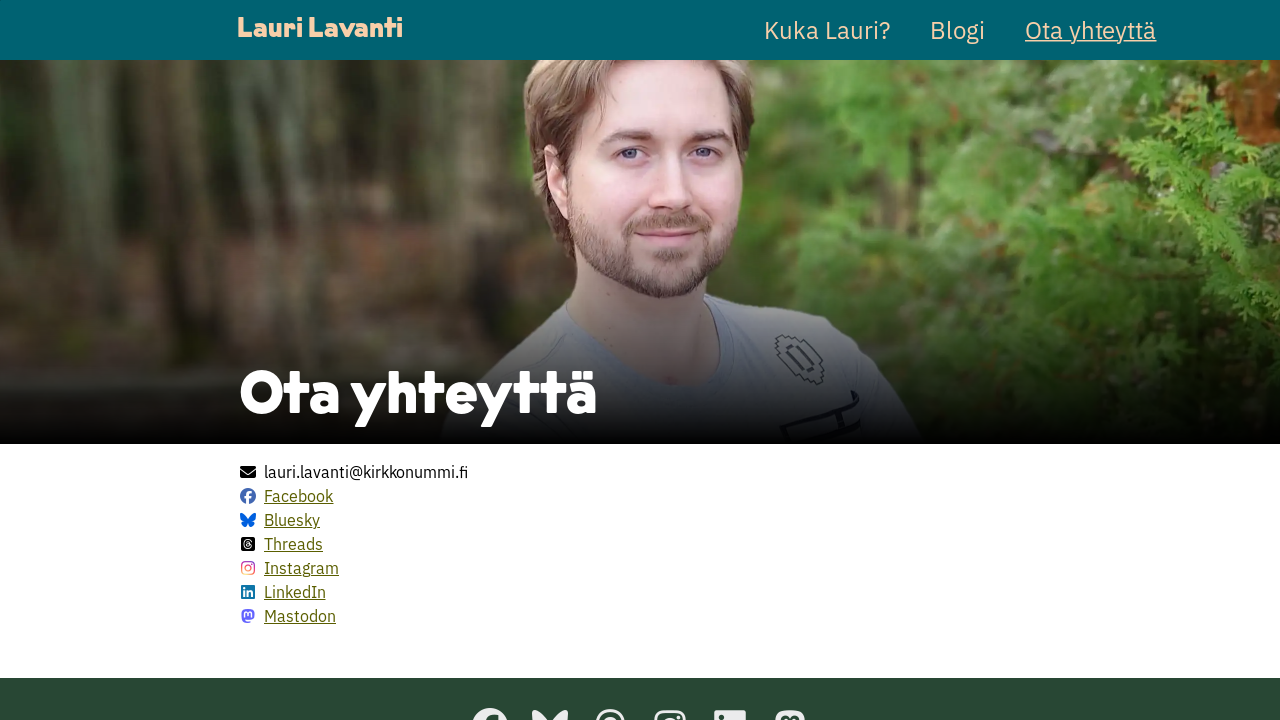 Lauri Lavanti
Kuka Lauri?
Blogi
Ota yhteyttä
Ota yhteyttä
lauri.lavanti@kirkkonummi.fi
Facebook
Bluesky
Threads
Instagram
LinkedIn
Mastodon